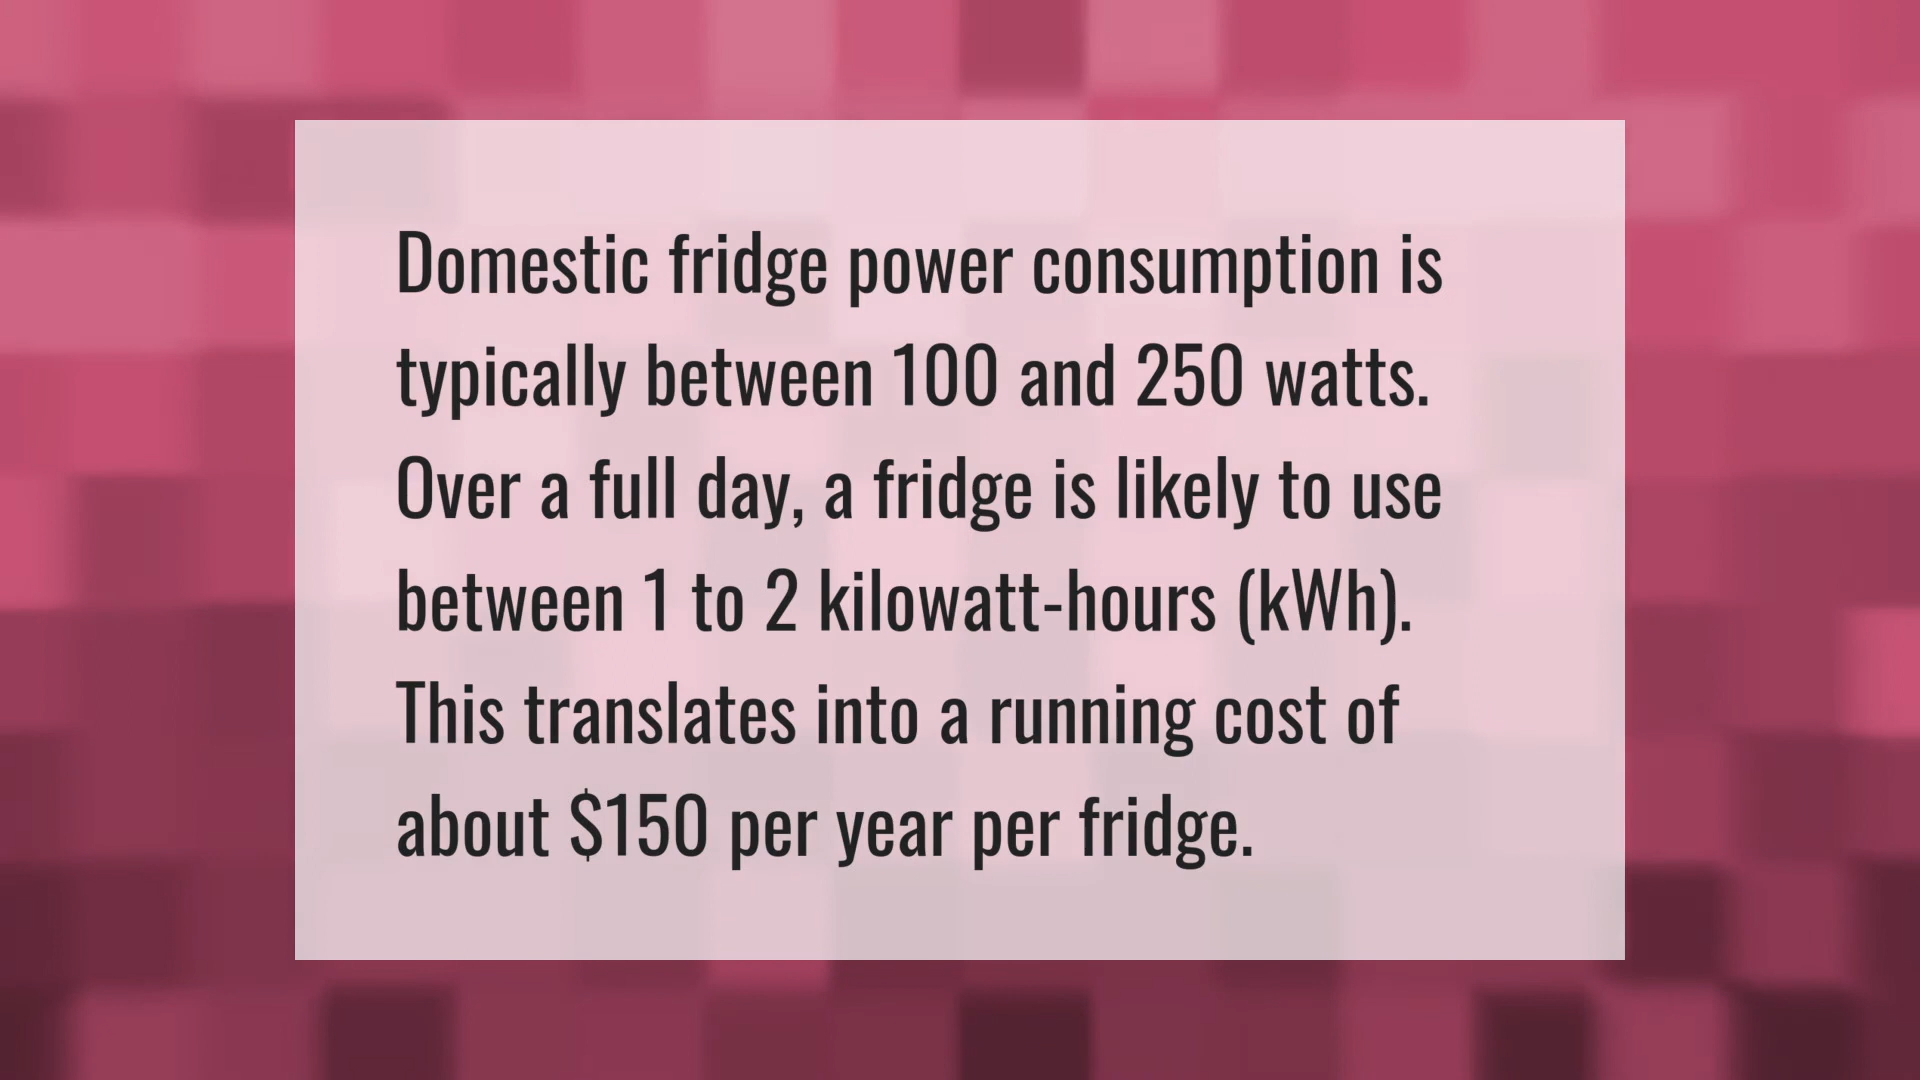 Domestic fridge power consumption is
typically between 100 and 250 watts.
Over a full day, a fridge is likely to use
between 1 to 2 kilowatt-hours (kWh).
This translates into a running cost of
about $150 per year per fridge.